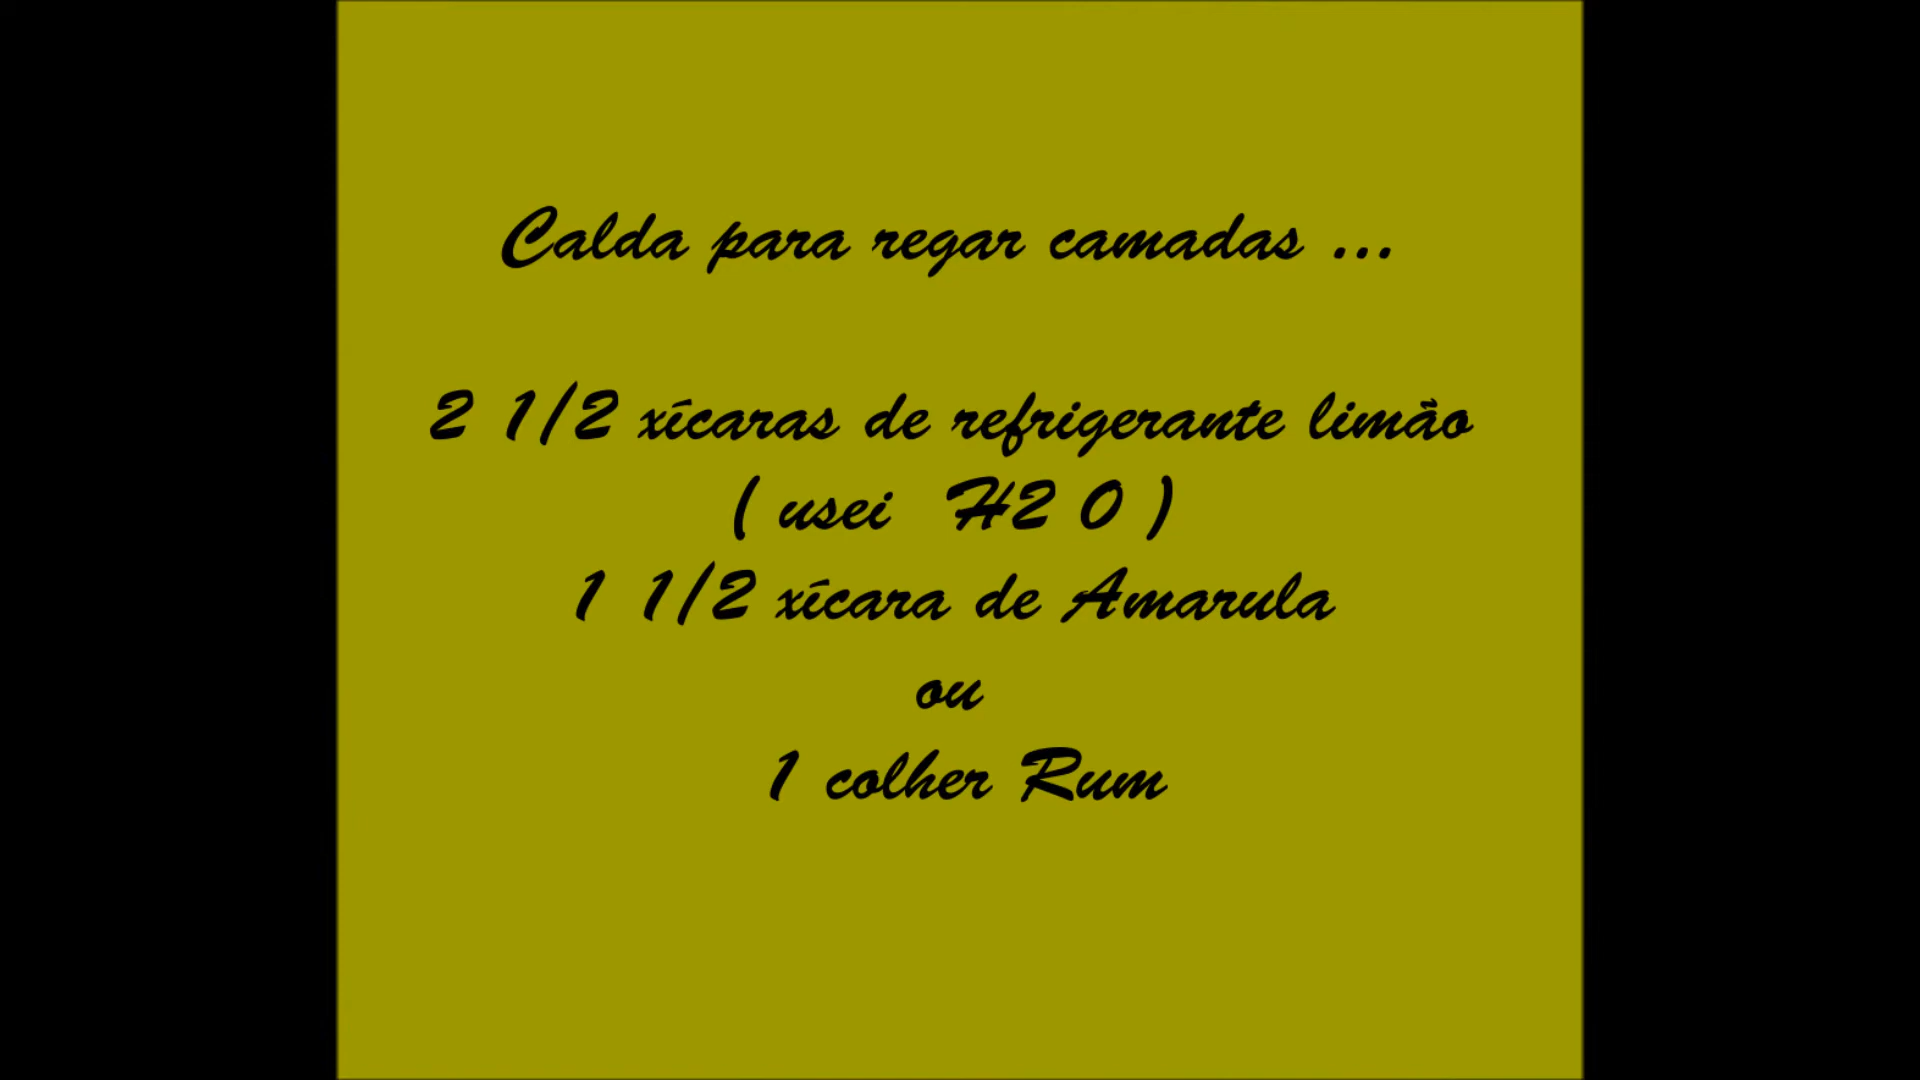 Calda para regar camadas ...
2 1/2 xícaras de refrigerante limão
( usei H2 0 )
1 1/2 xícara de Amarula
ou
1 colher Rum